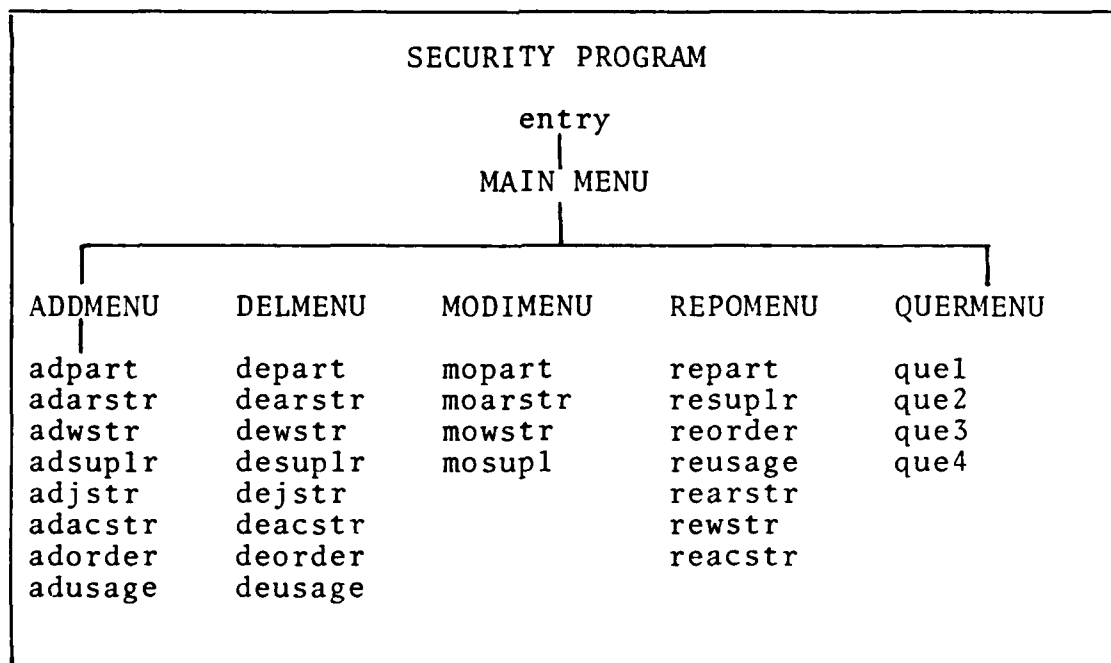 SECURITY PROGRAM
entry
MAIN MENU
ADDMENU DELMENU MODIMENU REPOMENU QUERMENU
adpart depart mopart repart que1
adarstr dearstr moarstr resuplr que2
adwstr dewstr mowstr reorder que3
adsuplr desuplr mosupl reusage que4
adjstr dejstr rearstr
adacstr deacstr rewstr
adorder deorder reacstr
adusage deusage